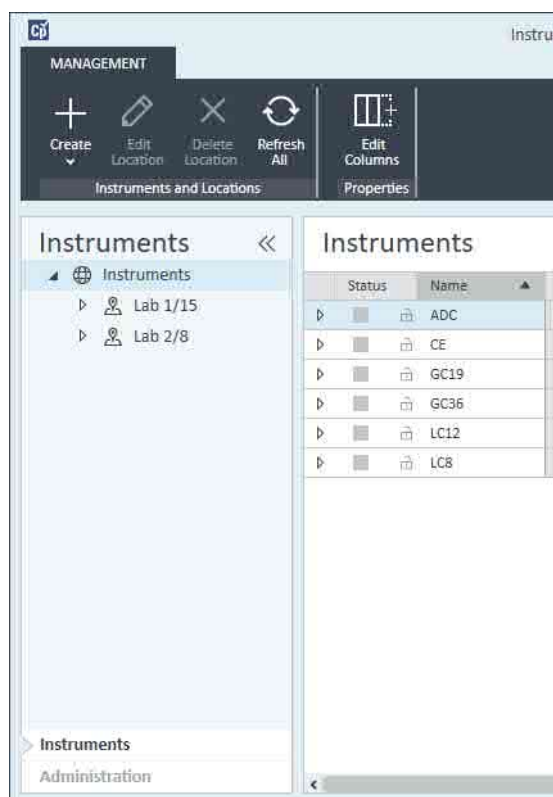 Cp
Instru
MANAGEMENT
Create
Edit
Location
Delete
Location
Refresh
All
Edit
Columns
Instruments and Locations
Properties
Instruments
Instruments
Lab 1/15
Lab 2/8
Instruments
Administration
Instruments
Status Name
ADC
CE
GC19
GC36
LC12
LC8